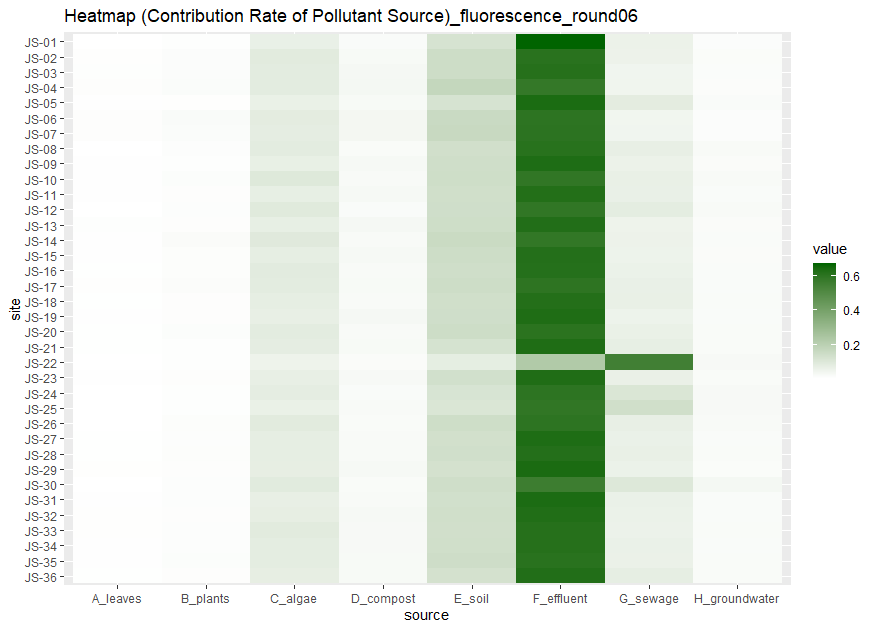 Heatmap (Contribution Rate of Pollutant Source)_fluorescence_round06
site
JS-01
JS-02
JS-03
JS-04
JS-05
JS-06
JS-07
JS-08
JS-09
JS-10
JS-11
JS-12
JS-13
JS-14
JS-15
JS-16
JS-17
JS-18
JS-19
JS-20
JS-21
JS-22
JS-23
JS-24
JS-25
JS-26
JS-27
JS-28
JS-29
JS-30
JS-31
JS-32
JS-33
JS-34
JS-35
JS-36
A_leaves B_plants C_algae D_compost E_soil F_effluent G_sewage H_groundwater
source
value
0.6
0.4
0.2